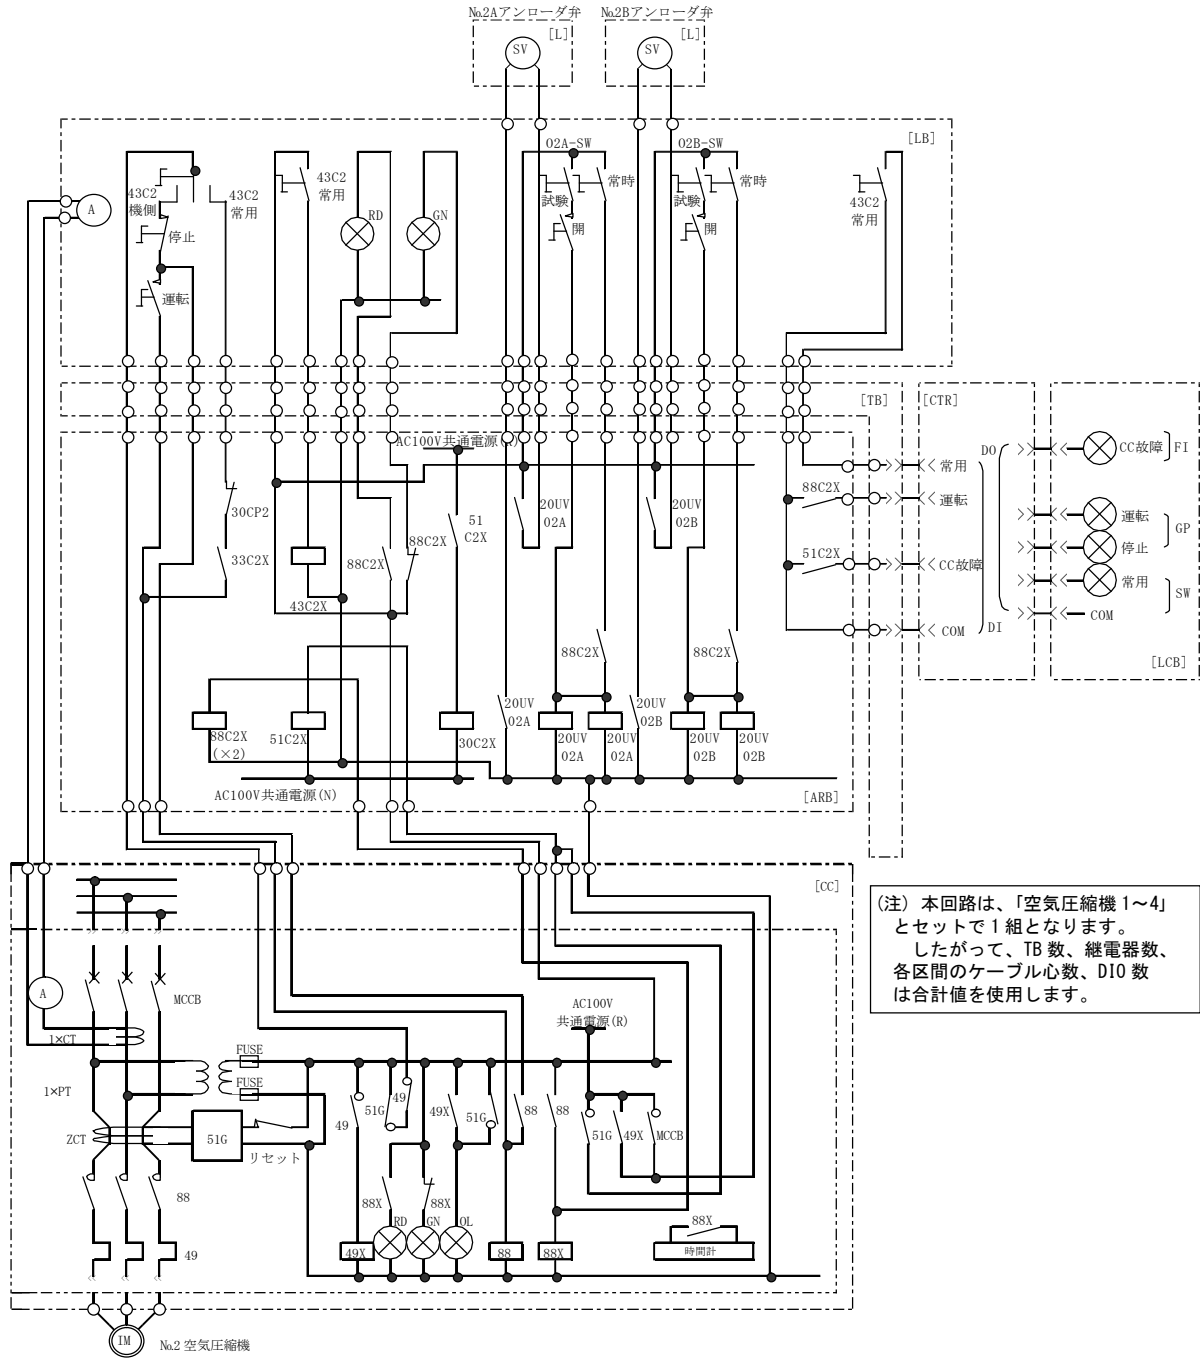 №2Aアンローダ弁
№2Bアンローダ弁
[L]
[L]
SV
SV
[LB]
02A-SW
02B-SW
43C2
機側
43C2
常用
43C2
常用
停止
運転
A
RD
GN
試験
常時
開
試験
常時
開
43C2
常用
[TB]
[CTR]
AC100V共通電源(R)
DO
CC故障
FI
常用
88C2X
運転
運転
GP
停止
51C2X
CC故障
常用
SW
COM
DI
COM
[LCB]
30CP2
33C2X
43C2X
88C2X
88C2X
51
C2X
20UV
02A
20UV
02B
88C2X
88C2X
88C2X
(×2)
51C2X
30C2X
20UV
02A
20UV
02A
20UV
02A
20UV
02B
20UV
02B
20UV
02B
AC100V共通電源(N)
[ARB]
[CC]
(注) 本回路は、「空気圧縮機1~4」
とセットで1組となります。
したがって、TB数、継電器数、
各区間のケーブル心数、DIO数
は合計値を使用します。
A
MCCB
AC100V
共通電源(R)
1×CT
FUSE
FUSE
1×PT
ZCT
51G
リセット
49
51G
49
49X
51G
88
88
51G
49X
MCCB
88
88X
88X
RD
GN
OL
88X
49
49X
88
88X
時間計
IM
№2 空気圧縮機